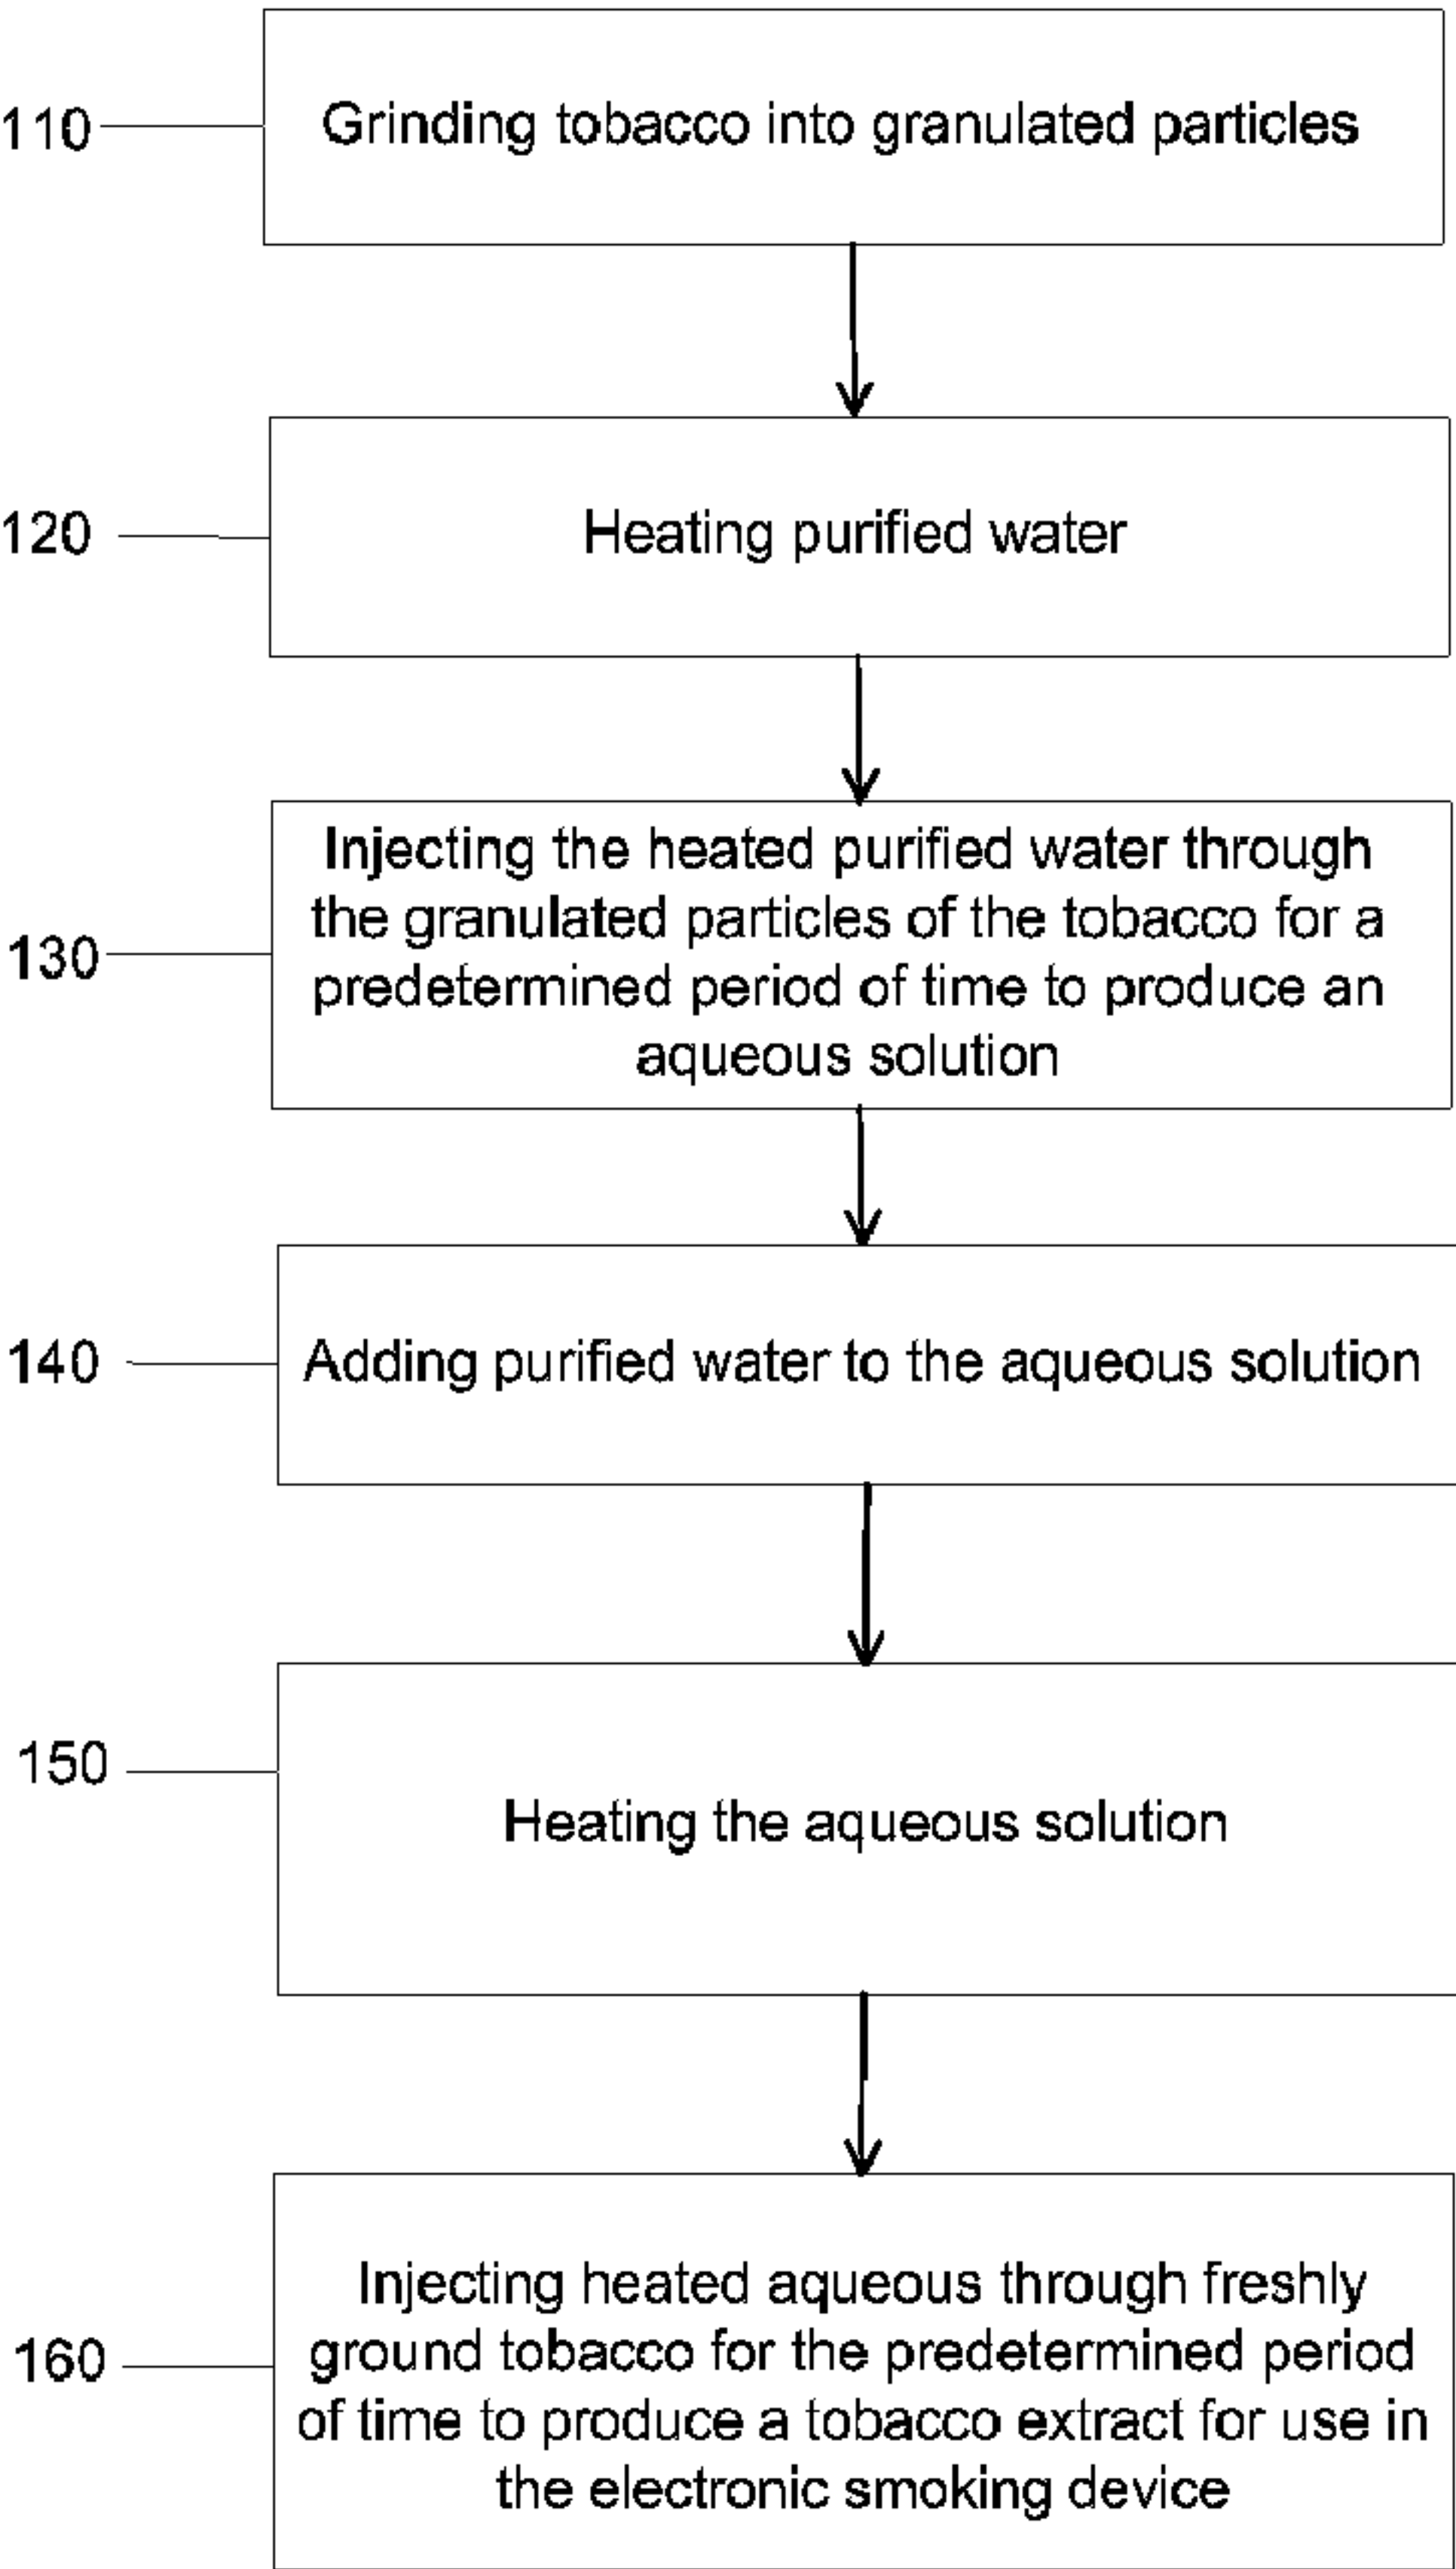 110
Grinding tobacco into granulated particles
120
Heating purified water
130
Injecting the heated purified water through
the granulated particles of the tobacco for a
predetermined period of time to produce an
aqueous solution
140
Adding purified water to the aqueous solution
150
Heating the aqueous solution
160
Injecting heated aqueous through freshly
ground tobacco for the predetermined period
of time to produce a tobacco extract for use in
the electronic smoking device